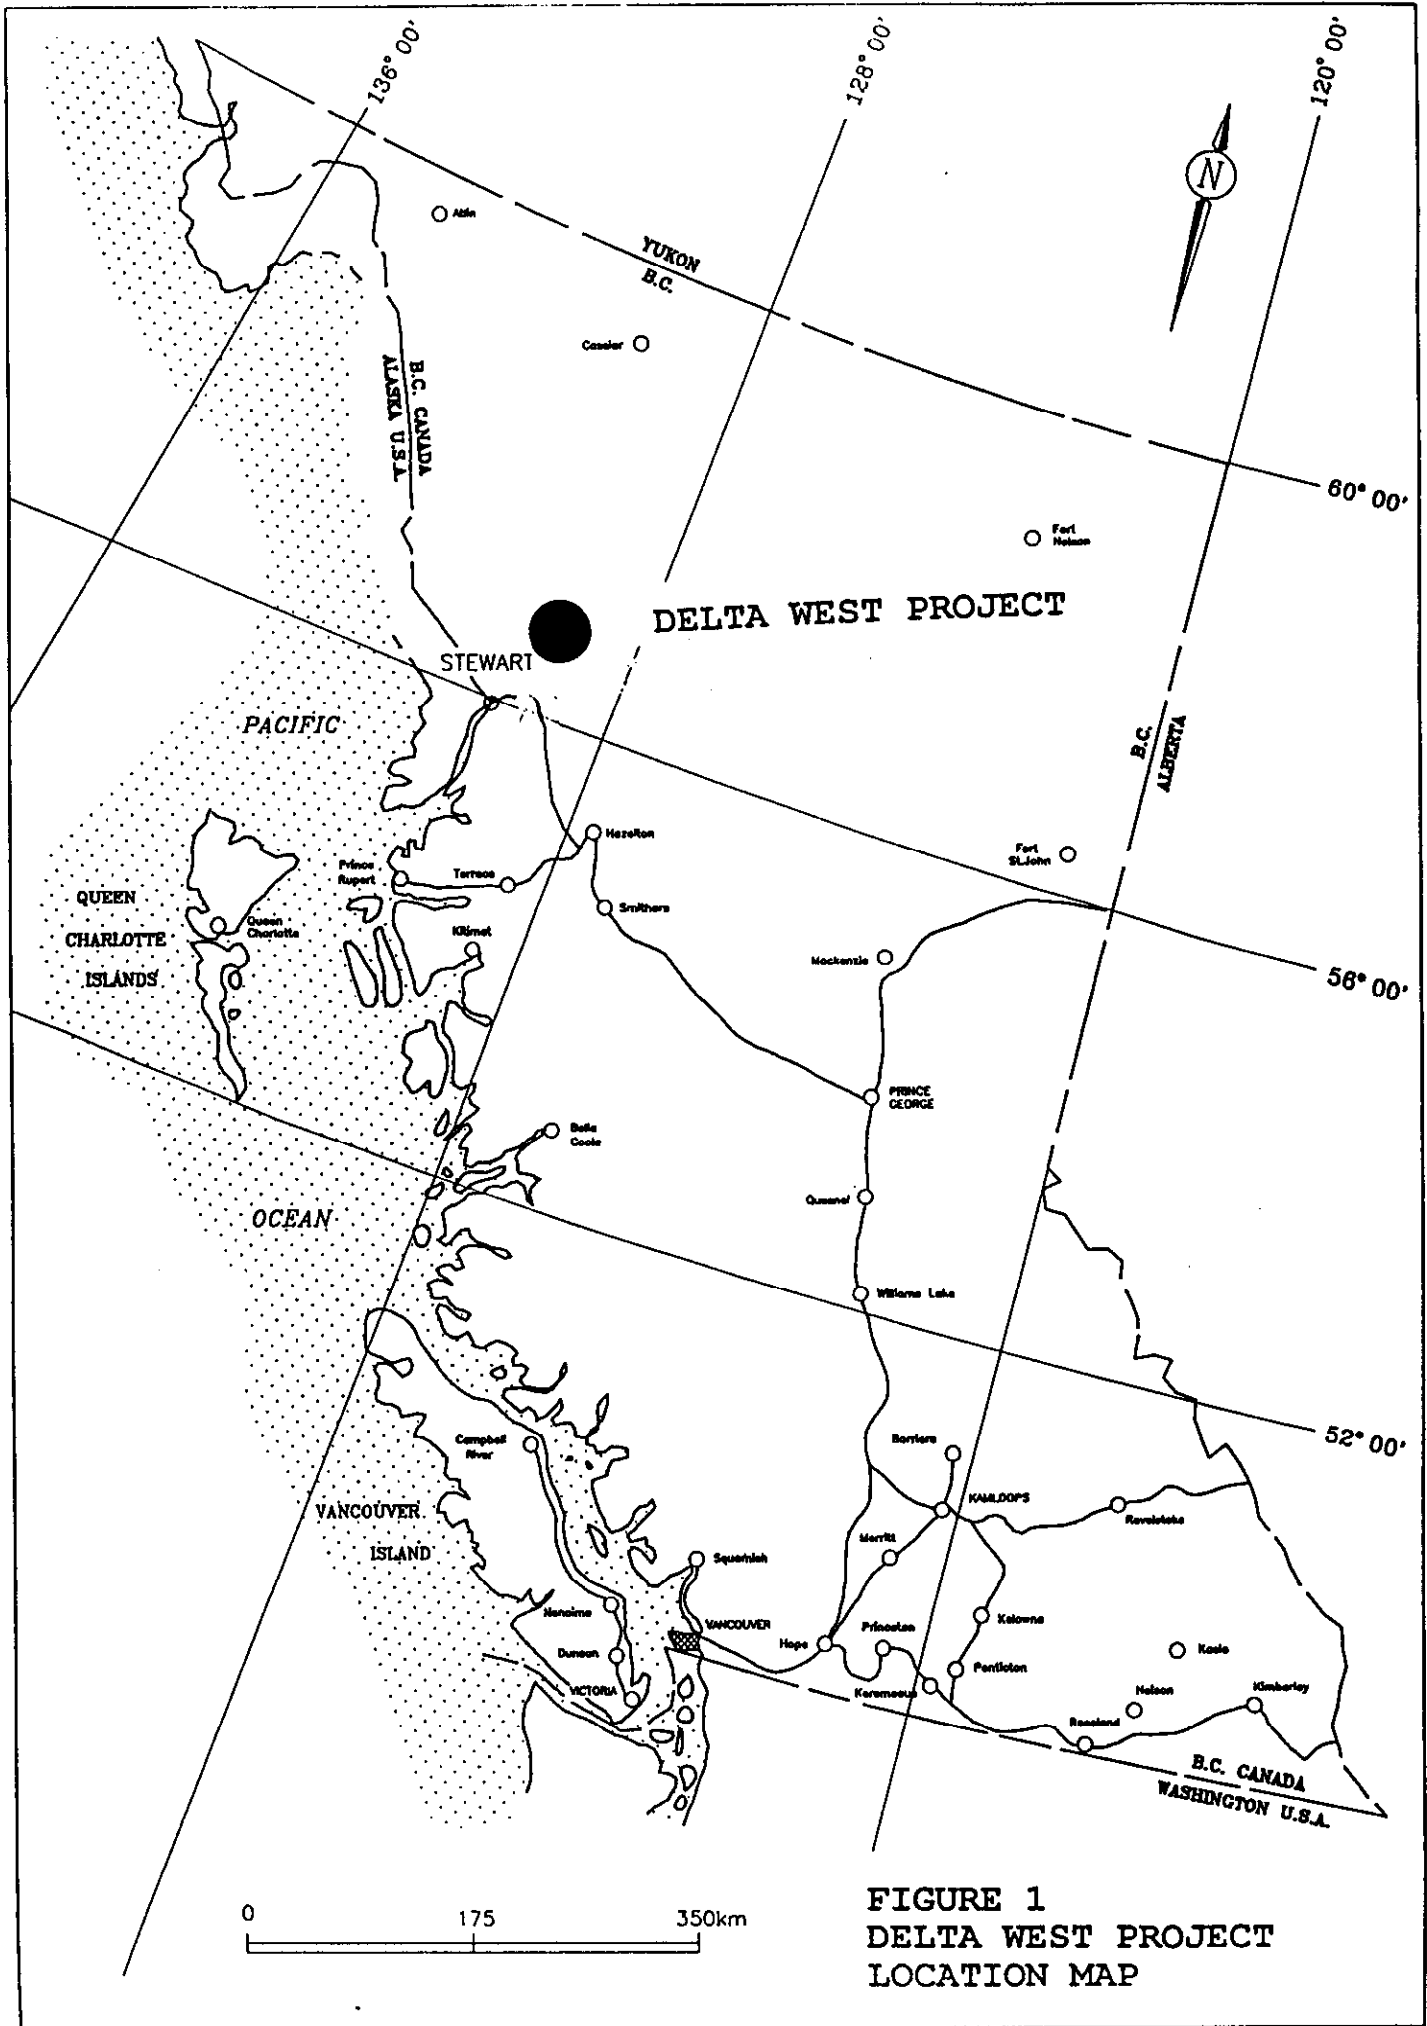 136° 00'
128° 00'
120° 00'
N
Atlin
YUKON
B.C.
Cassiar
B.C. CANADA
ALASKA U.S.A.
60° 00'
Fort
Nelson
DELTA WEST PROJECT
STEWART
PACIFIC
B.C.
ALBERTA
Hazelton
Fort
St.John
Prince
Rupert
Terrace
QUEEN
CHARLOTTE
ISLANDS
Queen
Charlotte
Smithers
Kitimat
Mackenzie
56° 00'
PRINCE
GEORGE
Bella
Coola
Quesnel
OCEAN
Williams Lake
52° 00'
Campbell
River
Barriere
KAMLOOPS
Revelstoke
VANCOUVER
ISLAND
Merritt
Squamish
Nanaimo
VANCOUVER
Hope
Princeton
Kelowna
Kaslo
Duncan
Penticton
VICTORIA
Keremeos
Nelson
Kimberley
Rossland
B.C. CANADA
WASHINGTON U.S.A.
0 175 350km
FIGURE 1
DELTA WEST PROJECT
LOCATION MAP